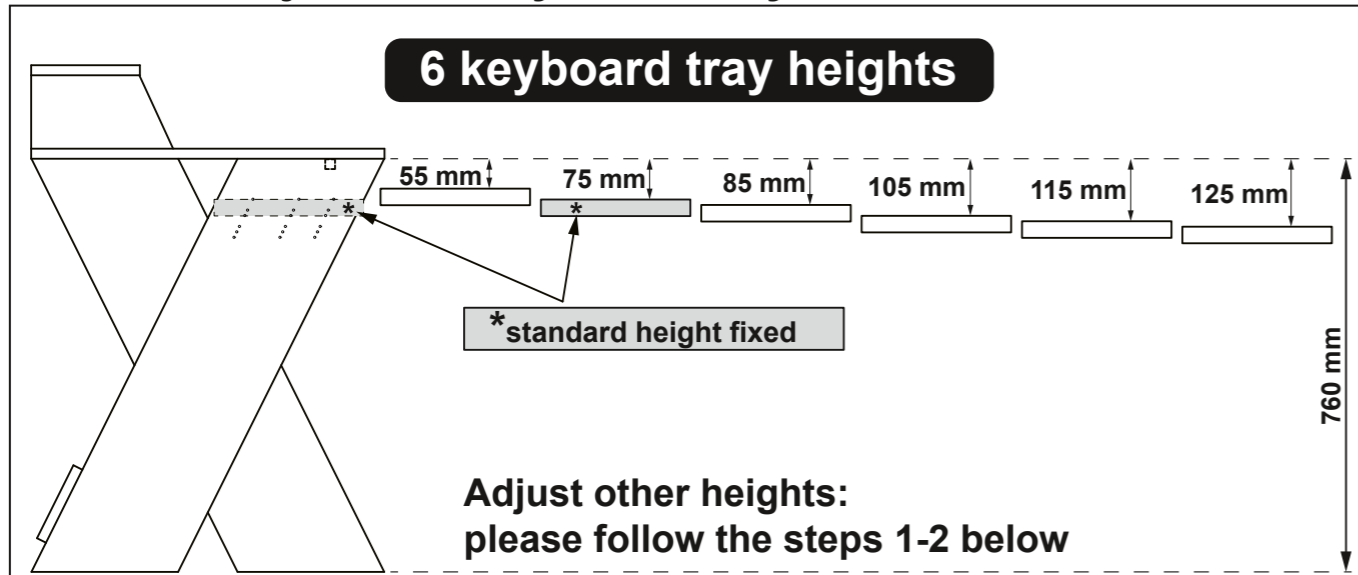 6 keyboard tray heights
55 mm
75 mm
85 mm
105 mm
115 mm
125 mm
*
*
*standard height fixed
760 mm
Adjust other heights:
please follow the steps 1-2 below